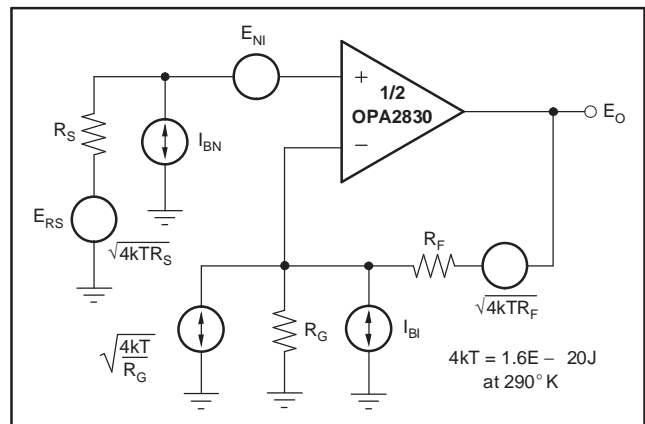 E_NI
+
1/2
OPA2830
−
E_O
R_S
I_BN
E_RS
√4kTR_S
R_F
√4kTR_F
√4kT/R_G
R_G
I_BI
4kT = 1.6E − 20J
at 290°K